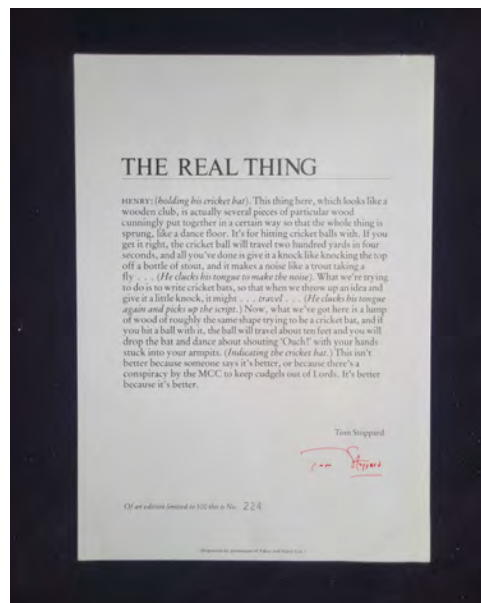 THE REAL THING
HENRY: (holding his cricket bat). This thing here, which looks like a
wooden club, is actually several pieces of particular wood
cunningly put together in a certain way so that the whole thing is
sprung, like a dance floor. It's for hitting cricket balls with. If you
get it right, the cricket ball will travel two hundred yards in four
seconds, and all you've done is give it a knock like knocking the top
off a bottle of stout, and it makes a noise like a trout taking a
fly . . . (He clucks his tongue to make the noise). What we're trying
to do is to write cricket bats, so that when we throw up an idea and
give it a little knock, it might . . . travel . . . (He clucks his tongue
again and picks up the script.) Now, what we've got here is a lump
of wood of roughly the same shape trying to be a cricket bat, and if
you hit a ball with it, the ball will travel about ten feet and you will
drop the bat and dance about shouting 'Ouch!' with your hands
stuck into your armpits. (Indicating the cricket bat.) This isn't
better because someone says it's better, or because there's a
conspiracy by the MCC to keep cudgels out of Lords. It's better
because it's better.
Tom Stoppard
Tom Stoppard
Of an edition limited to 500 this is No. 224